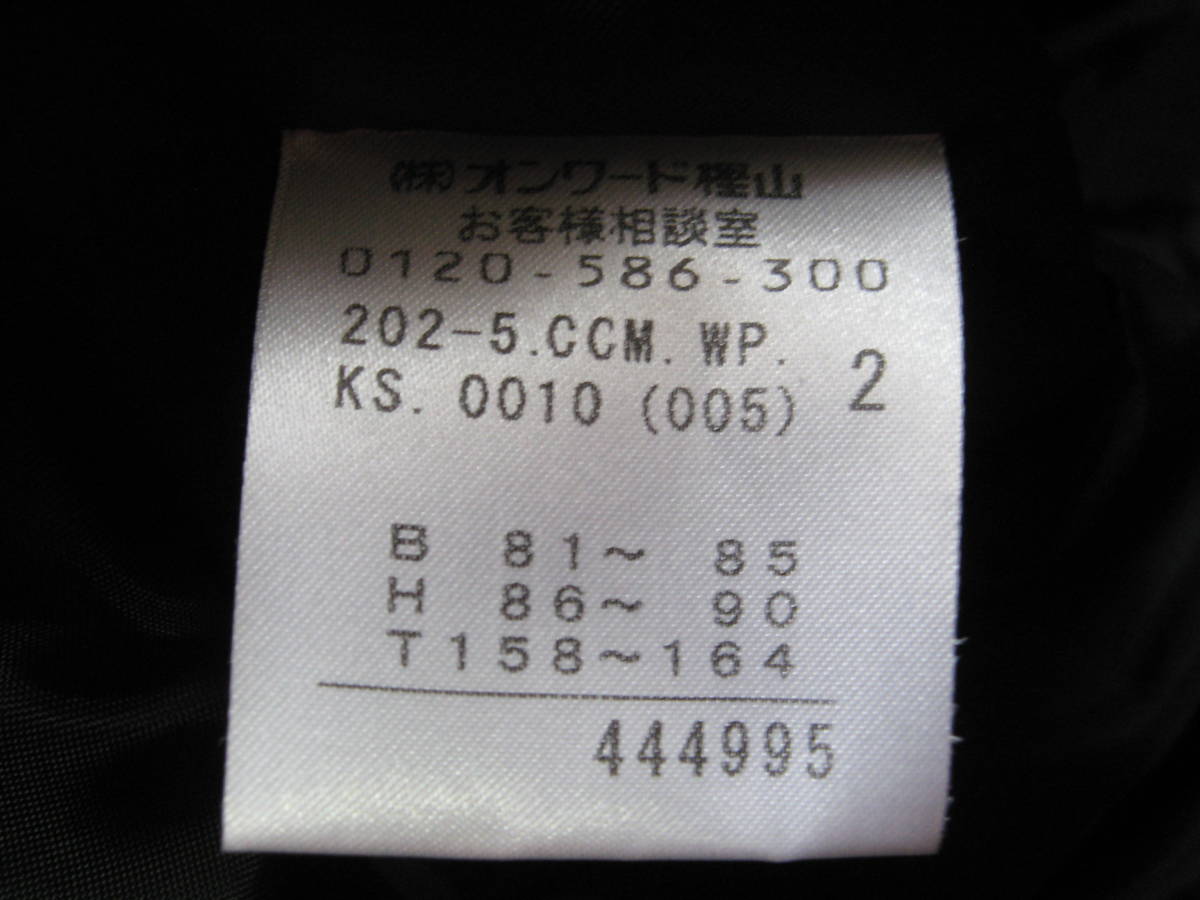 (株)オンワード樫山
お客様相談室
0120-586-300
202-5.CCM.WP.
KS.0010(005) 2
B 81~ 85
H 86~ 90
T158~164
444995